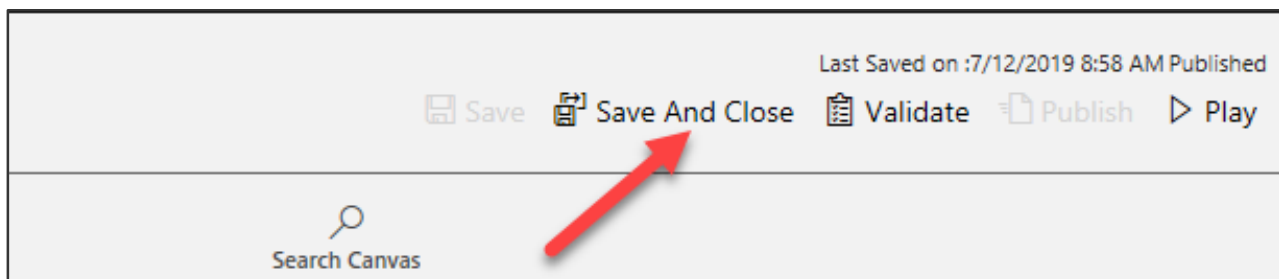 Last Saved on :7/12/2019 8:58 AM Published
Save Save And Close Validate Publish Play
Search Canvas